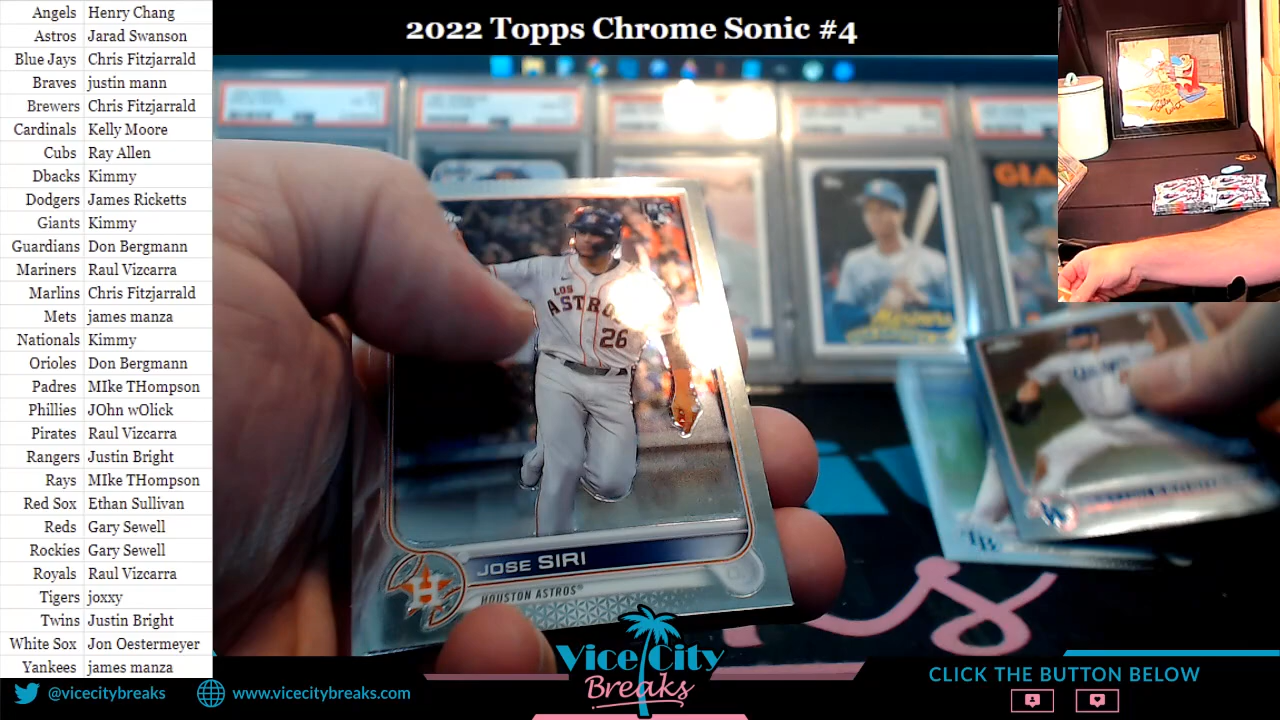 2022 Topps Chrome Sonic #4
Angels Henry Chang
Astros Jarad Swanson
Blue Jays Chris Fitzjarrald
Braves justin mann
Brewers Chris Fitzjarrald
Cardinals Kelly Moore
Cubs Ray Allen
Dbacks Kimmy
Dodgers James Ricketts
Giants Kimmy
Guardians Don Bergmann
Mariners Raul Vizcarra
Marlins Chris Fitzjarrald
Mets james manza
Nationals Kimmy
Orioles Don Bergmann
Padres MIke THompson
Phillies JOhn wOlick
Pirates Raul Vizcarra
Rangers Justin Bright
Rays MIke THompson
Red Sox Ethan Sullivan
Reds Gary Sewell
Rockies Gary Sewell
Royals Raul Vizcarra
Tigers joxxy
Twins Justin Bright
White Sox Jon Oestermeyer
Yankees james manza
RC
LOS
ASTRO
26
JOSE SIRI
HOUSTON ASTROS
H
GIA
TB
LA
Vice City
Breaks
@vicecitybreaks
www.vicecitybreaks.com
CLICK THE BUTTON BELOW